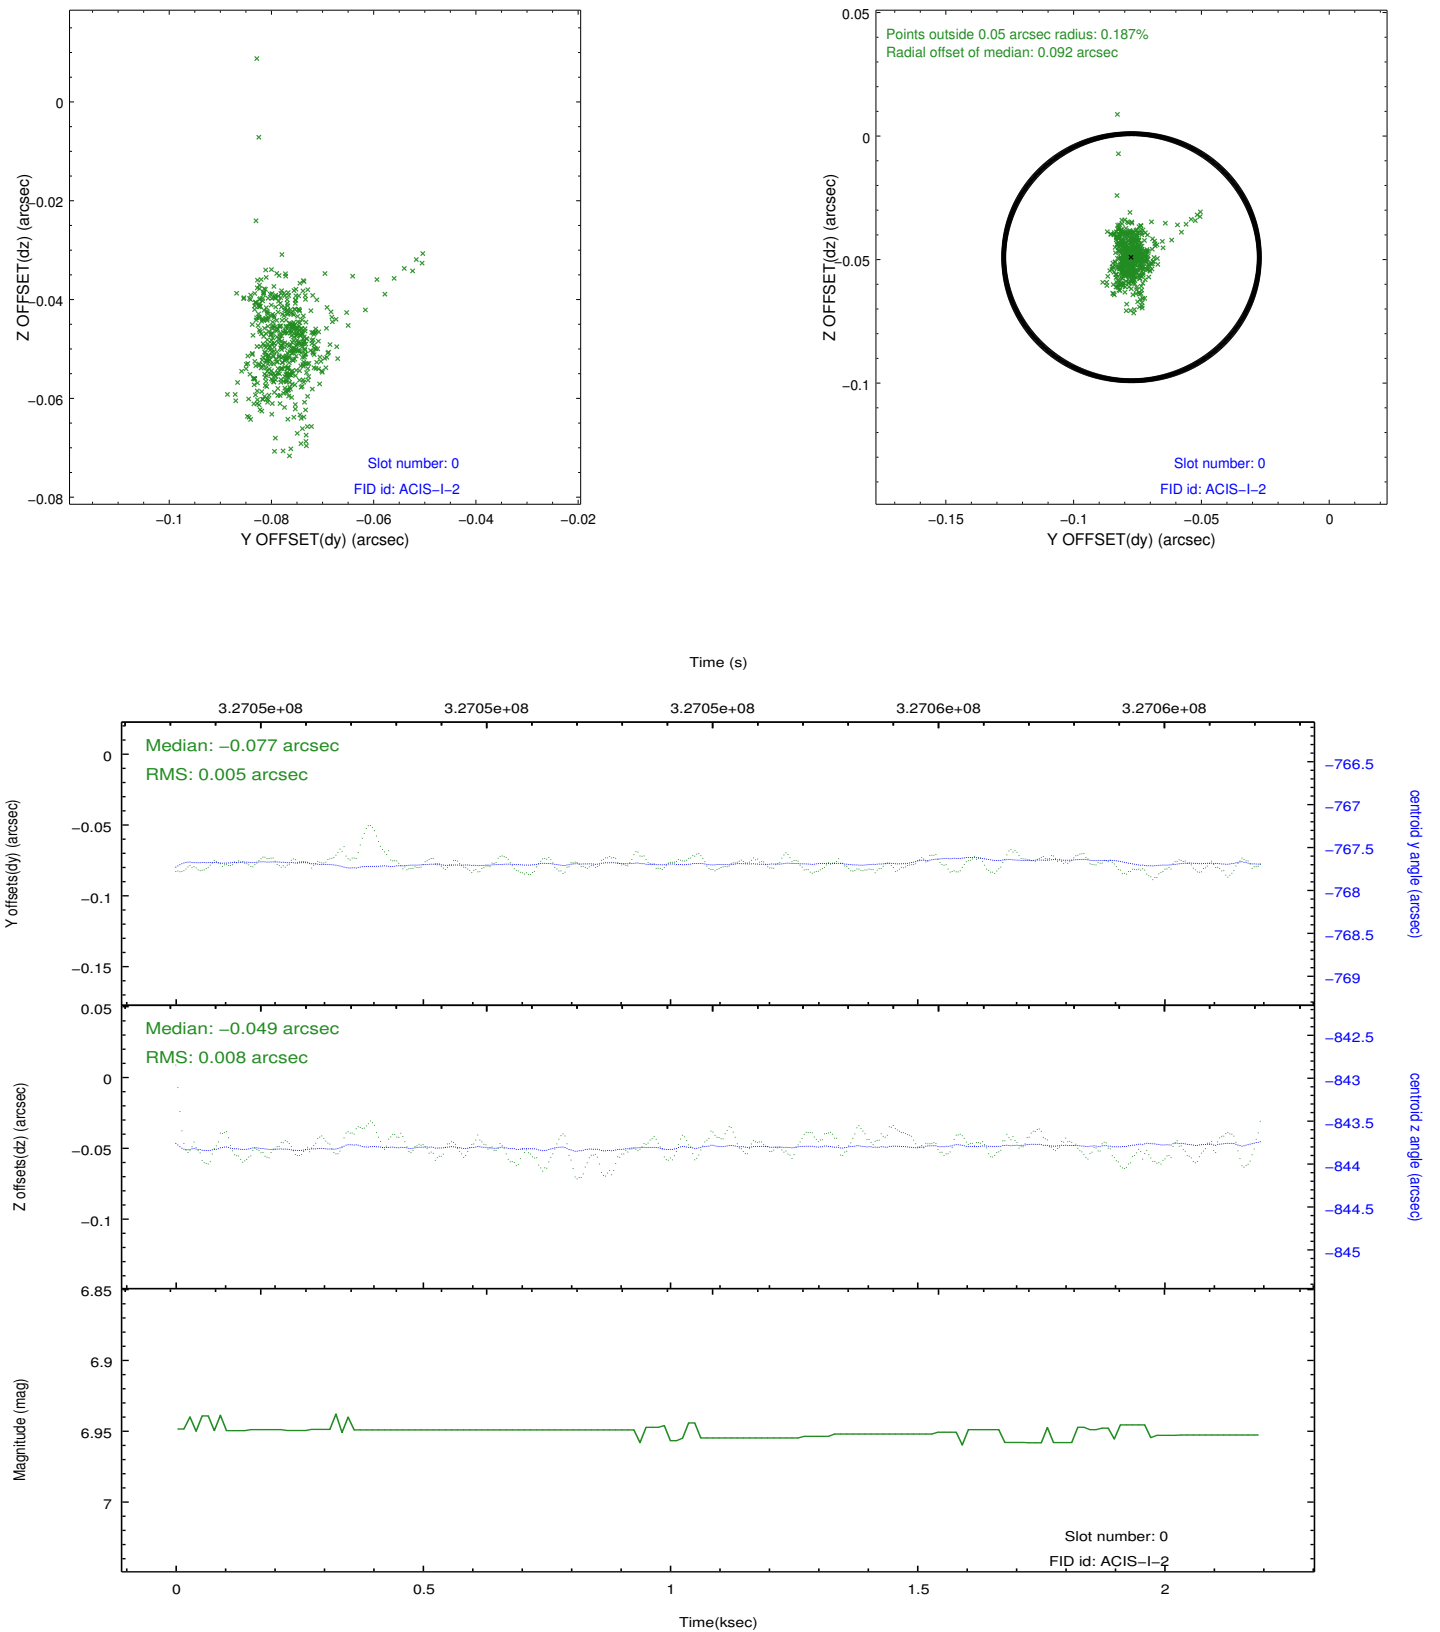 0
−0.02
−0.04
−0.06
−0.08
Z OFFSET(dz) (arcsec)
Slot number: 0
FID id: ACIS−I−2
−0.1 −0.08 −0.06 −0.04 −0.02
Y OFFSET(dy) (arcsec)
Points outside 0.05 arcsec radius: 0.187%
Radial offset of median: 0.092 arcsec
0.05
0
−0.05
−0.1
Z OFFSET(dz) (arcsec)
Slot number: 0
FID id: ACIS−I−2
−0.15 −0.1 −0.05 0
Y OFFSET(dy) (arcsec)
Time (s)
3.2705e+08 3.2705e+08 3.2705e+08 3.2706e+08 3.2706e+08
Median: −0.077 arcsec
RMS: 0.005 arcsec
0
−0.05
−0.1
−0.15
Y offsets(dy) (arcsec)
−766.5
−767
−767.5
−768
−768.5
−769
centroid y angle (arcsec)
Median: −0.049 arcsec
RMS: 0.008 arcsec
0.05
0
−0.05
−0.1
Z offsets(dz) (arcsec)
−842.5
−843
−843.5
−844
−844.5
−845
centroid z angle (arcsec)
6.85
6.9
6.95
7
Magnitude (mag)
Slot number: 0
FID id: ACIS−I−2
0 0.5 1 1.5 2
Time(ksec)